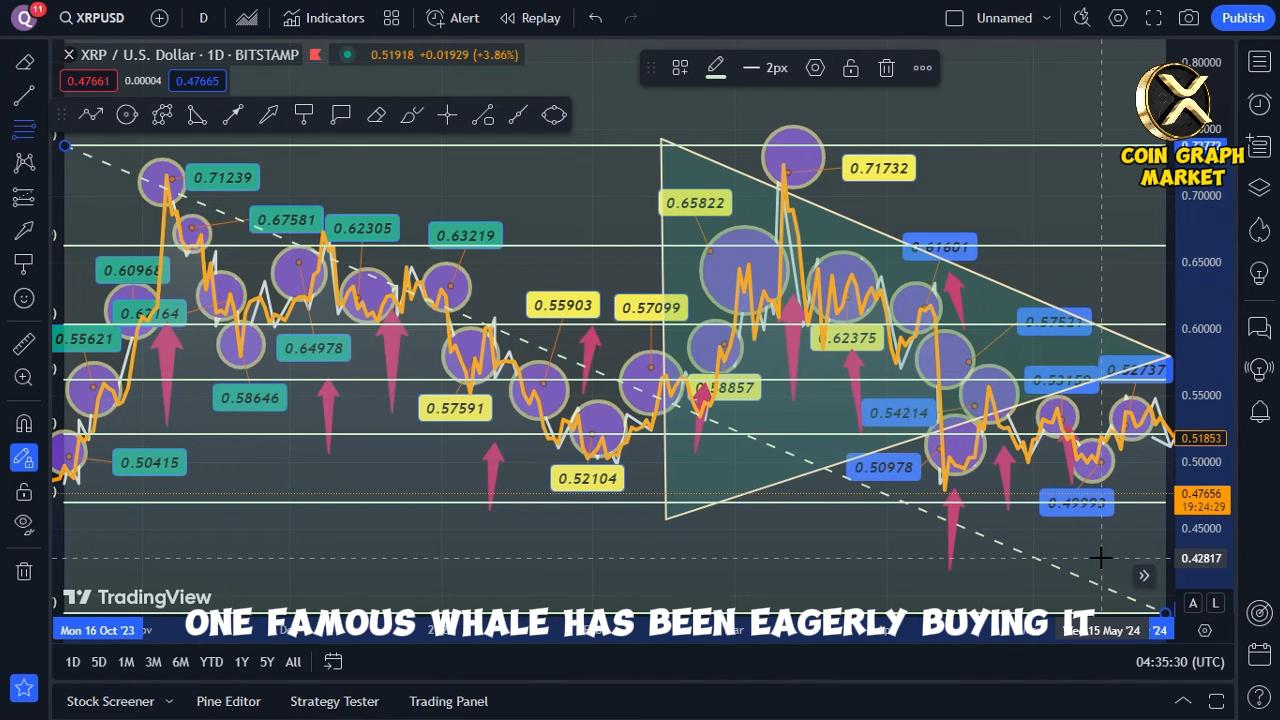 Q 11 XRPUSD D Indicators Alert Replay Unnamed Publish
XRP / U.S. Dollar · 1D · BITSTAMP 0.51918 +0.01929 (+3.86%)
0.47661 0.00004 0.47665
2px
X
COIN GRAPH
MARKET
0.80000
0.70000
0.65000
0.60000
0.55000
0.51853
0.50000
0.47656
19:24:29
0.45000
0.42817
0.71239
0.71732
0.65822
0.67581
0.62305
0.63219
0.61601
0.60968
0.55903
0.57099
0.57521
0.55621
0.64978
0.62375
0.52737
0.58646
0.57591
0.58857
0.54214
0.50415
0.52104
0.50978
0.49993
TradingView
ONE FAMOUS WHALE HAS BEEN EAGERLY BUYING IT
Mon 16 Oct '23
15 May '24
A L
1D 5D 1M 3M 6M YTD 1Y 5Y All
04:35:30 (UTC)
Stock Screener Pine Editor Strategy Tester Trading Panel